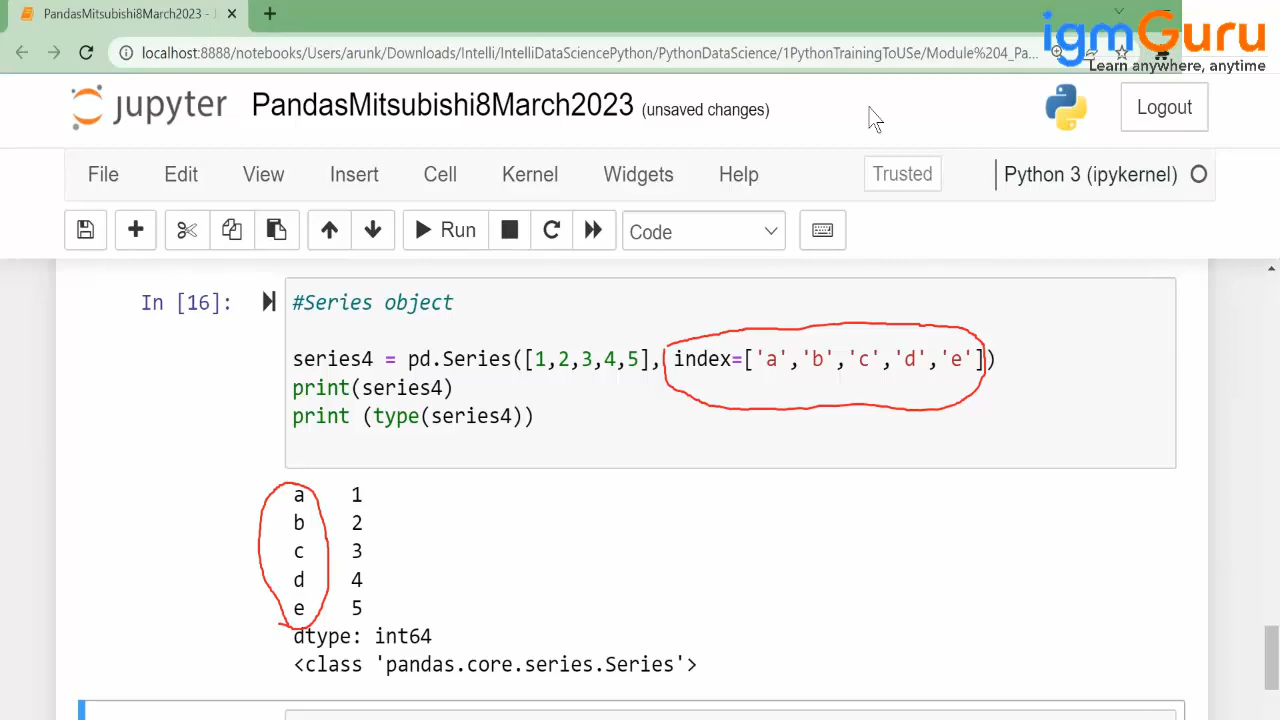 PandasMitsubishi8March2023 -
igmGuru
Learn anywhere, anytime
localhost:8888/notebooks/Users/arunk/Downloads/Intelli/IntelliDataSciencePython/PythonDataScience/1PythonTrainingToUSe/Module%204_Pa...
jupyter PandasMitsubishi8March2023 (unsaved changes) Logout
File Edit View Insert Cell Kernel Widgets Help Trusted Python 3 (ipykernel)
Run Code
In [16]: #Series object
series4 = pd.Series([1,2,3,4,5], index=['a','b','c','d','e'])
print(series4)
print (type(series4))
a 1
b 2
c 3
d 4
e 5
dtype: int64
<class 'pandas.core.series.Series'>